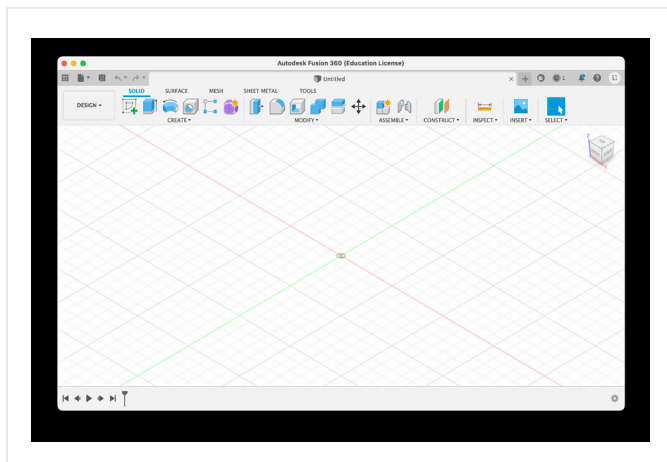 Autodesk Fusion 360 (Education License)
Untitled
1
SOLID SURFACE MESH SHEET METAL TOOLS
DESIGN
CREATE MODIFY ASSEMBLE CONSTRUCT INSPECT INSERT SELECT
Z
X